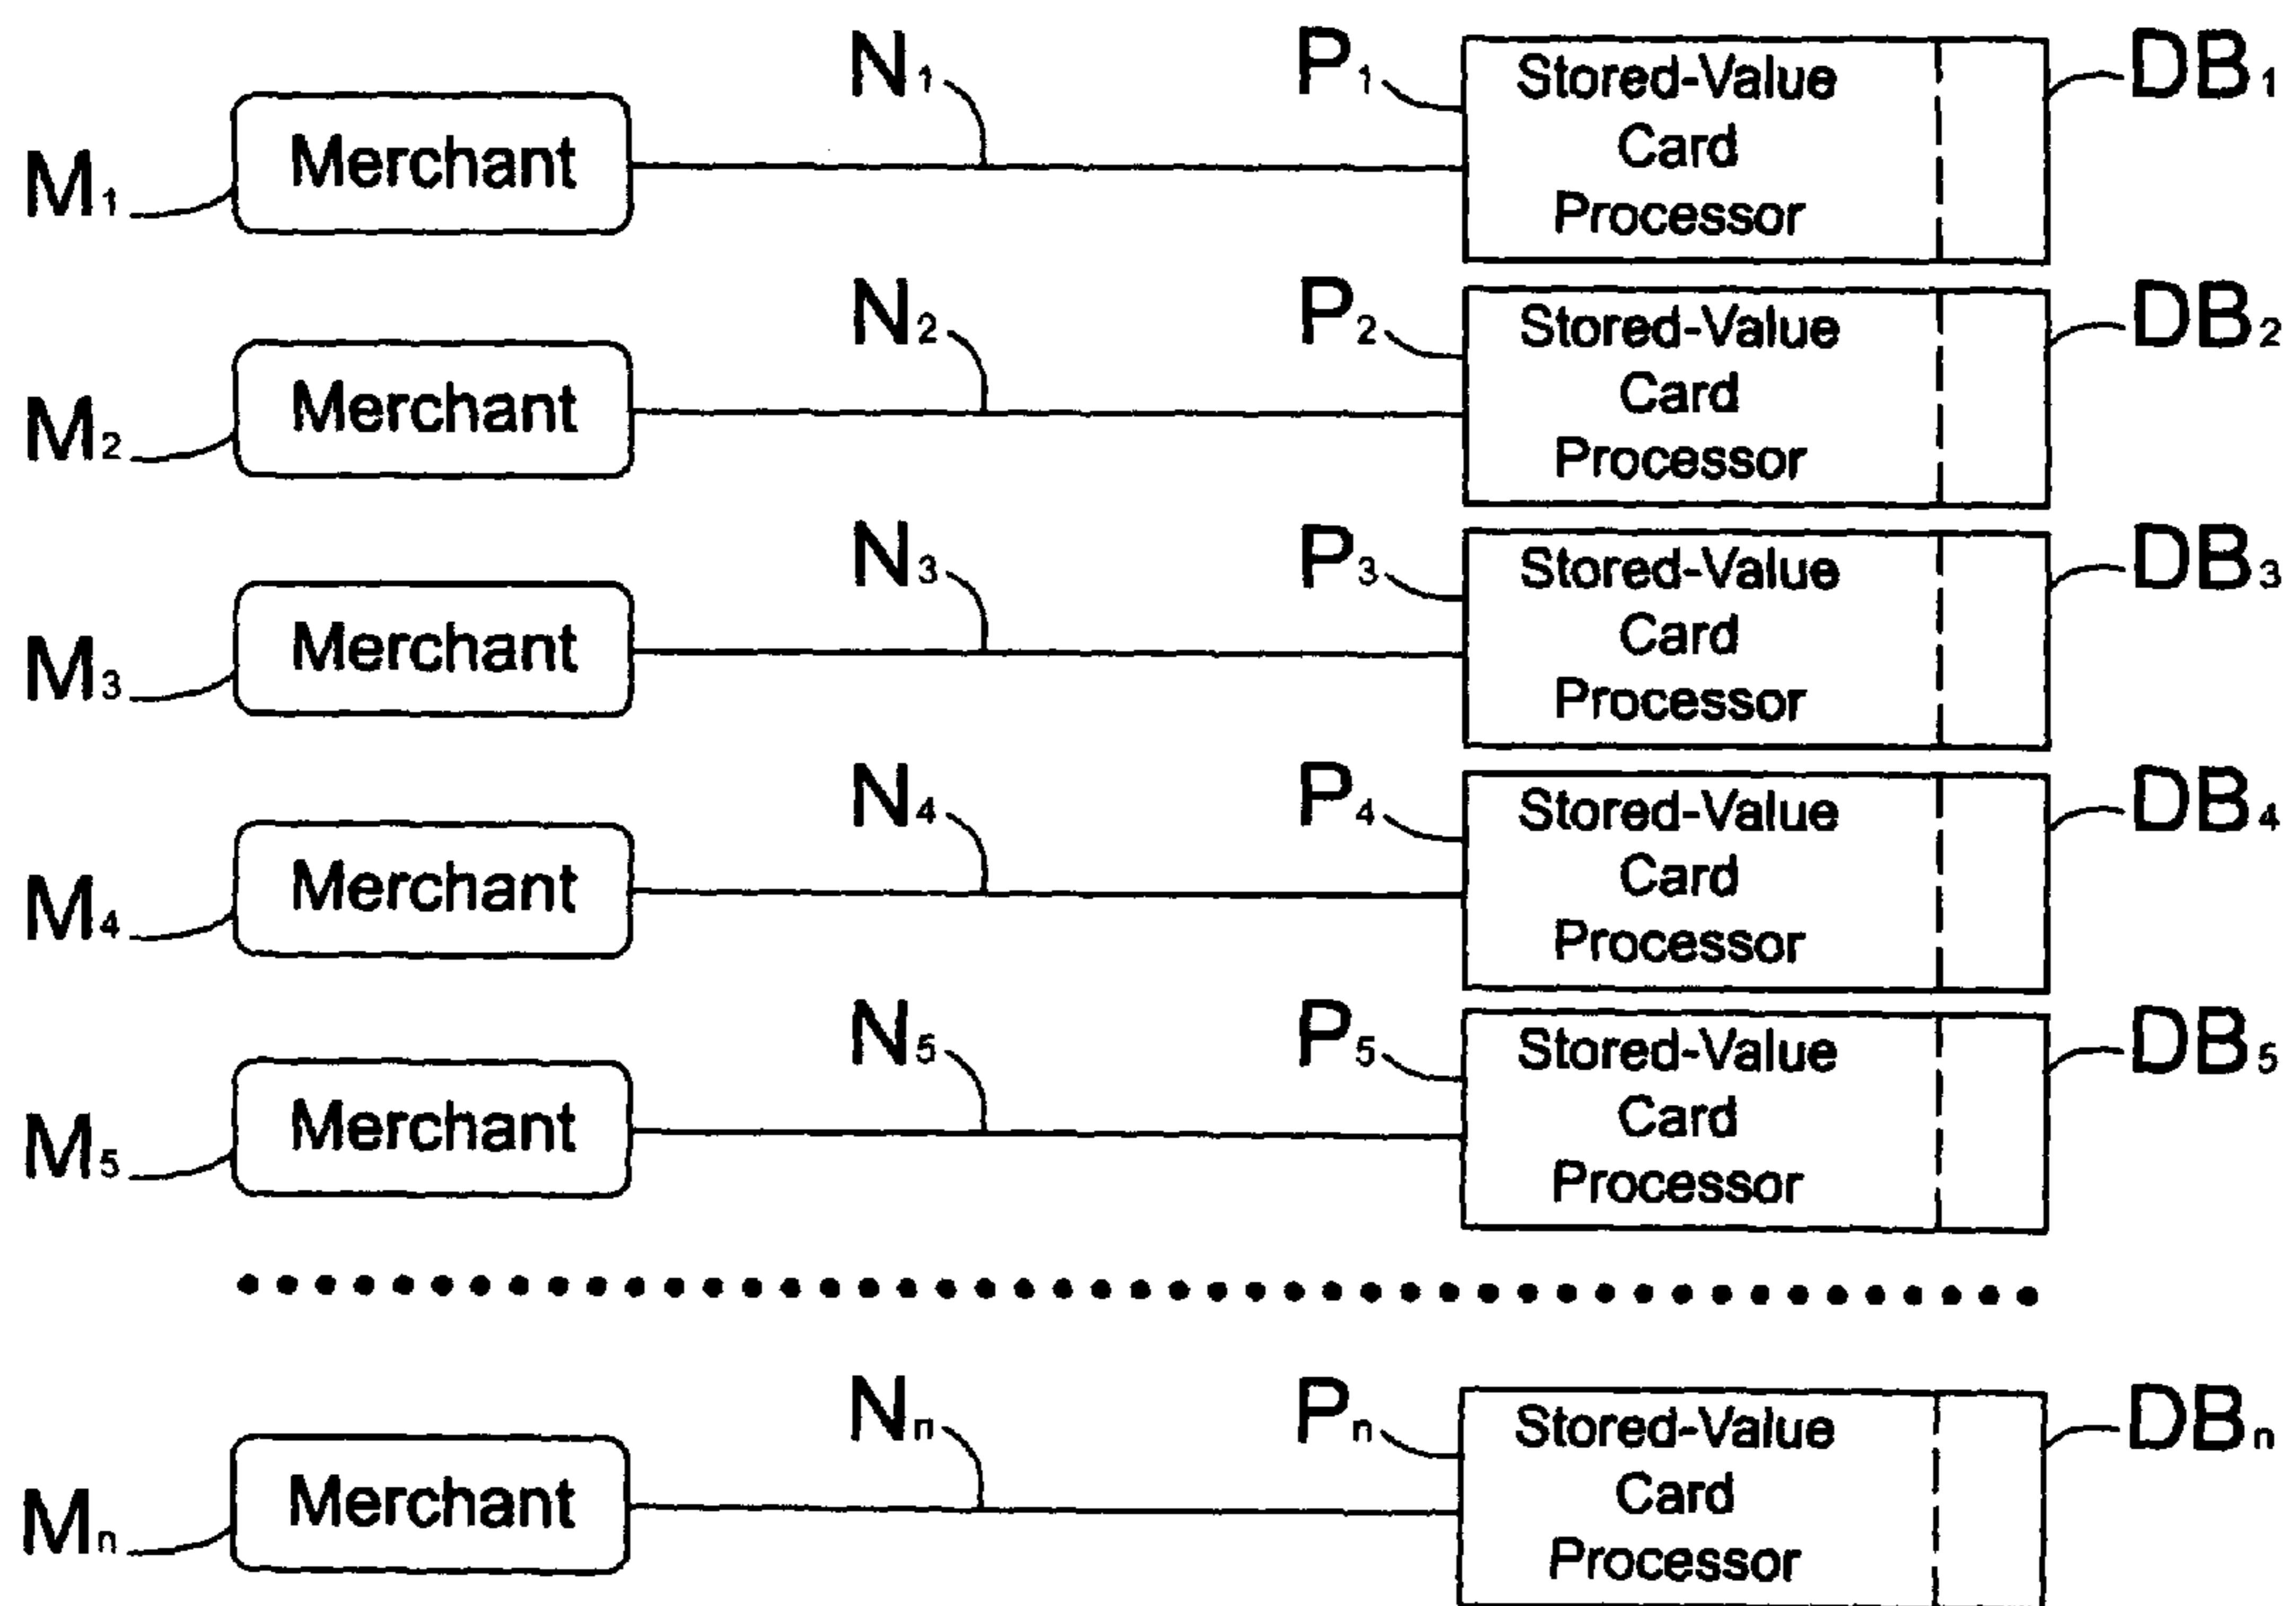 N₁ P₁ Stored-Value DB₁
Merchant Card
M₁ Processor
N₂ P₂ Stored-Value DB₂
Merchant Card
M₂ Processor
N₃ P₃ Stored-Value DB₃
Merchant Card
M₃ Processor
N₄ P₄ Stored-Value DB₄
Merchant Card
M₄ Processor
N₅ P₅ Stored-Value DB₅
Merchant Card
M₅ Processor
Nₙ Pₙ Stored-Value DBₙ
Merchant Card
Mₙ Processor